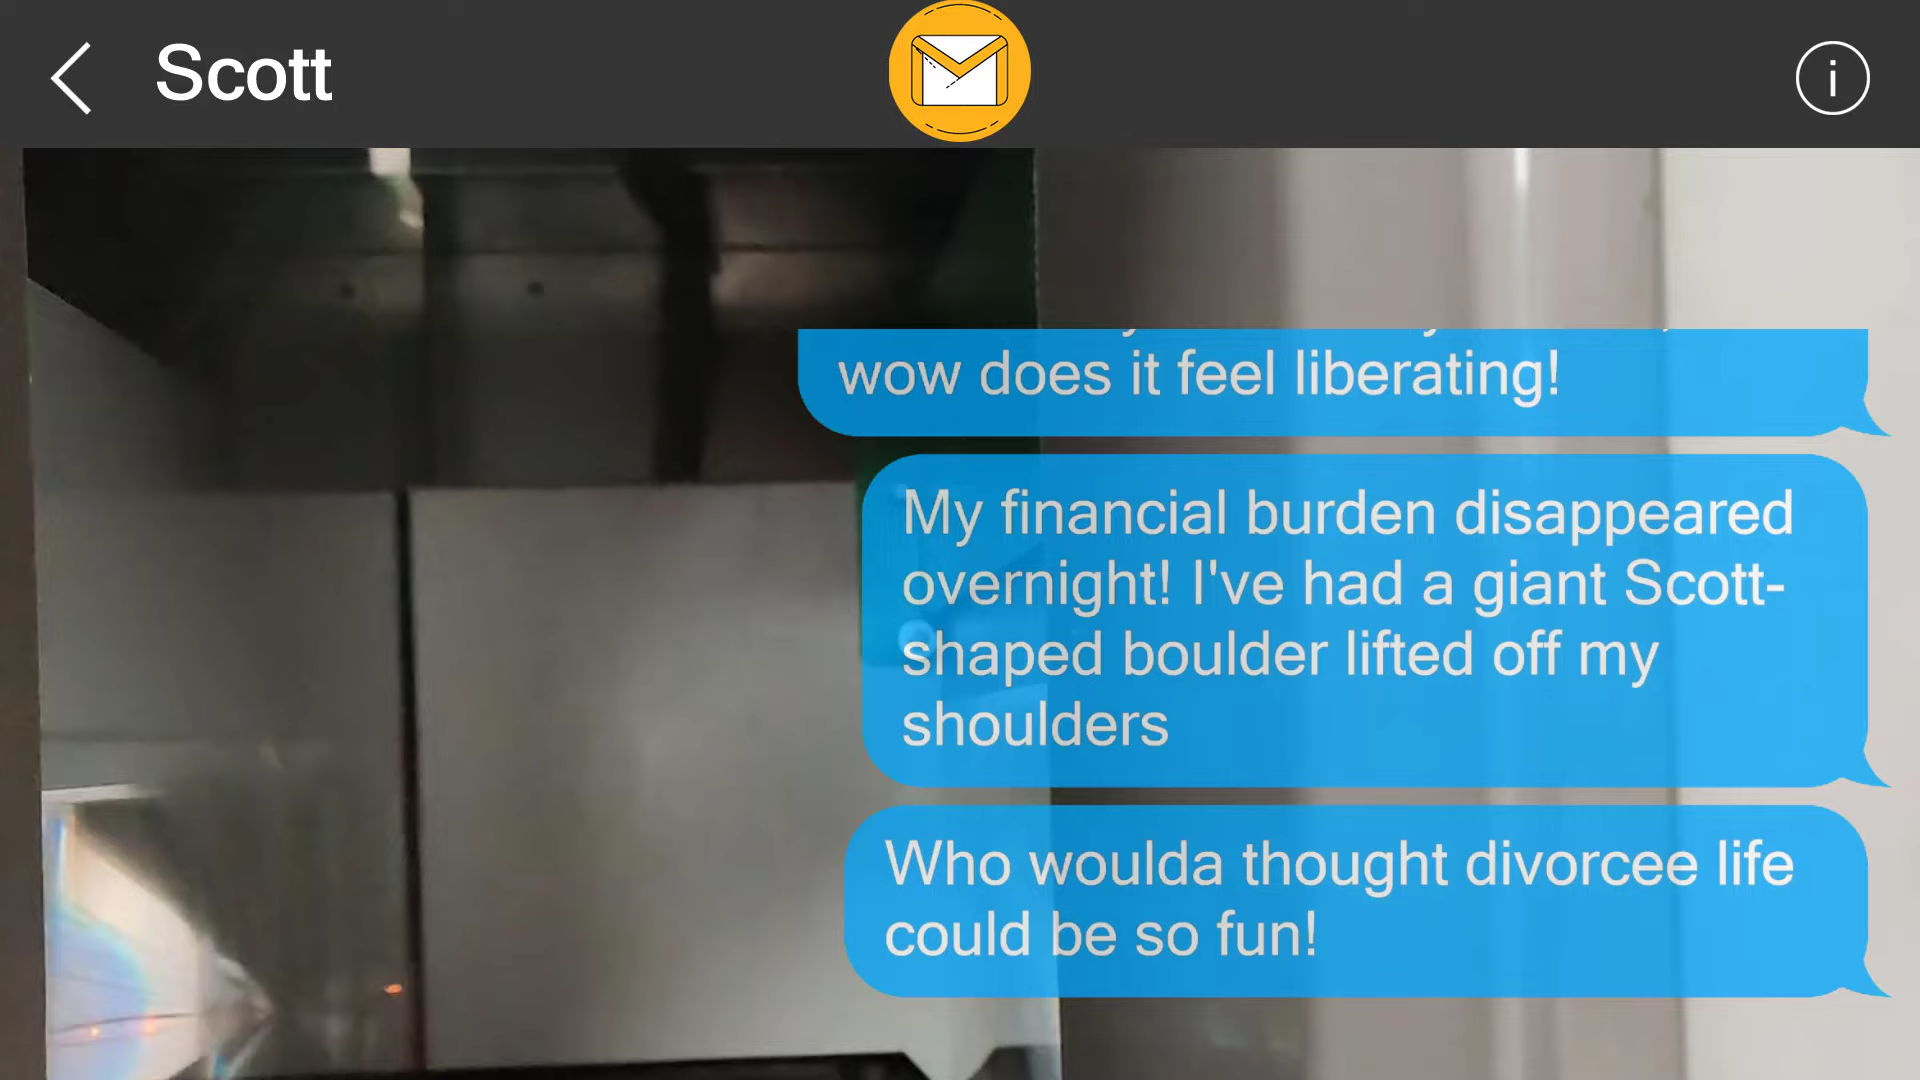 Scott
i
wow does it feel liberating!
My financial burden disappeared
overnight! I've had a giant Scott-
shaped boulder lifted off my
shoulders
Who woulda thought divorcee life
could be so fun!